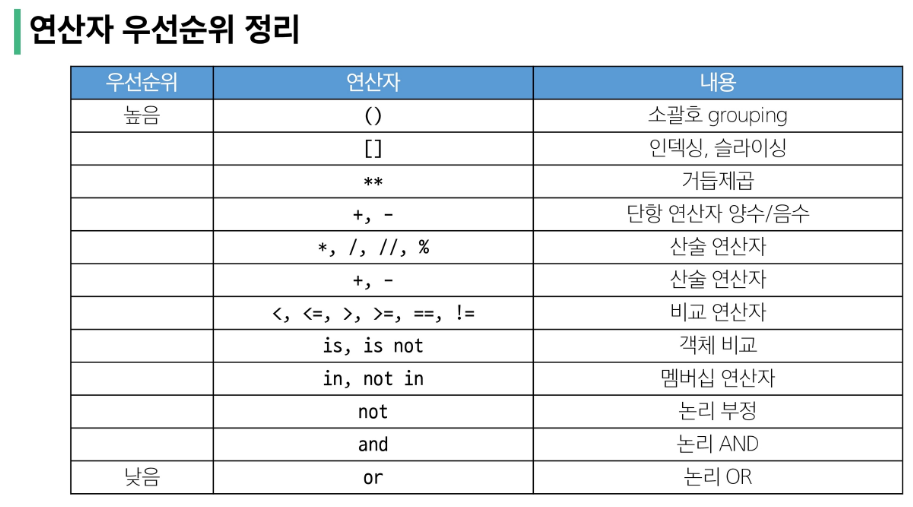 연산자 우선순위 정리
우선순위 연산자 내용
높음 () 소괄호 grouping
[] 인덱싱, 슬라이싱
** 거듭제곱
+, - 단항 연산자 양수/음수
*, /, //, % 산술 연산자
+, - 산술 연산자
<, <=, >, >=, ==, != 비교 연산자
is, is not 객체 비교
in, not in 멤버십 연산자
not 논리 부정
and 논리 AND
낮음 or 논리 OR